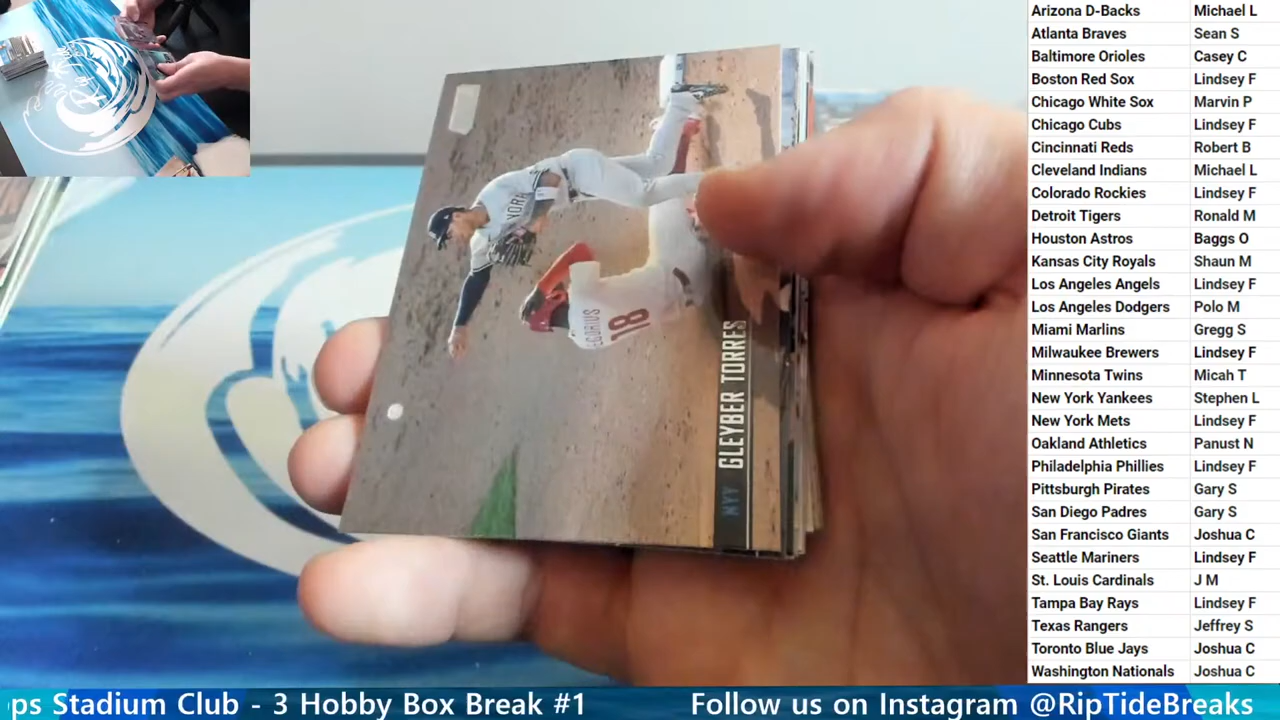 Arizona D-Backs Michael L
Atlanta Braves Sean S
Baltimore Orioles Casey C
Boston Red Sox Lindsey F
Chicago White Sox Marvin P
Chicago Cubs Lindsey F
Cincinnati Reds Robert B
Cleveland Indians Michael L
Colorado Rockies Lindsey F
Detroit Tigers Ronald M
Houston Astros Baggs O
Kansas City Royals Shaun M
Los Angeles Angels Lindsey F
Los Angeles Dodgers Polo M
Miami Marlins Gregg S
Milwaukee Brewers Lindsey F
Minnesota Twins Micah T
New York Yankees Stephen L
New York Mets Lindsey F
Oakland Athletics Panust N
Philadelphia Phillies Lindsey F
Pittsburgh Pirates Gary S
San Diego Padres Gary S
San Francisco Giants Joshua C
Seattle Mariners Lindsey F
St. Louis Cardinals J M
Tampa Bay Rays Lindsey F
Texas Rangers Jeffrey S
Toronto Blue Jays Joshua C
Washington Nationals Joshua C
NYY GLEYBER TORRES
18
ps Stadium Club - 3 Hobby Box Break #1 Follow us on Instagram @RipTideBreaks